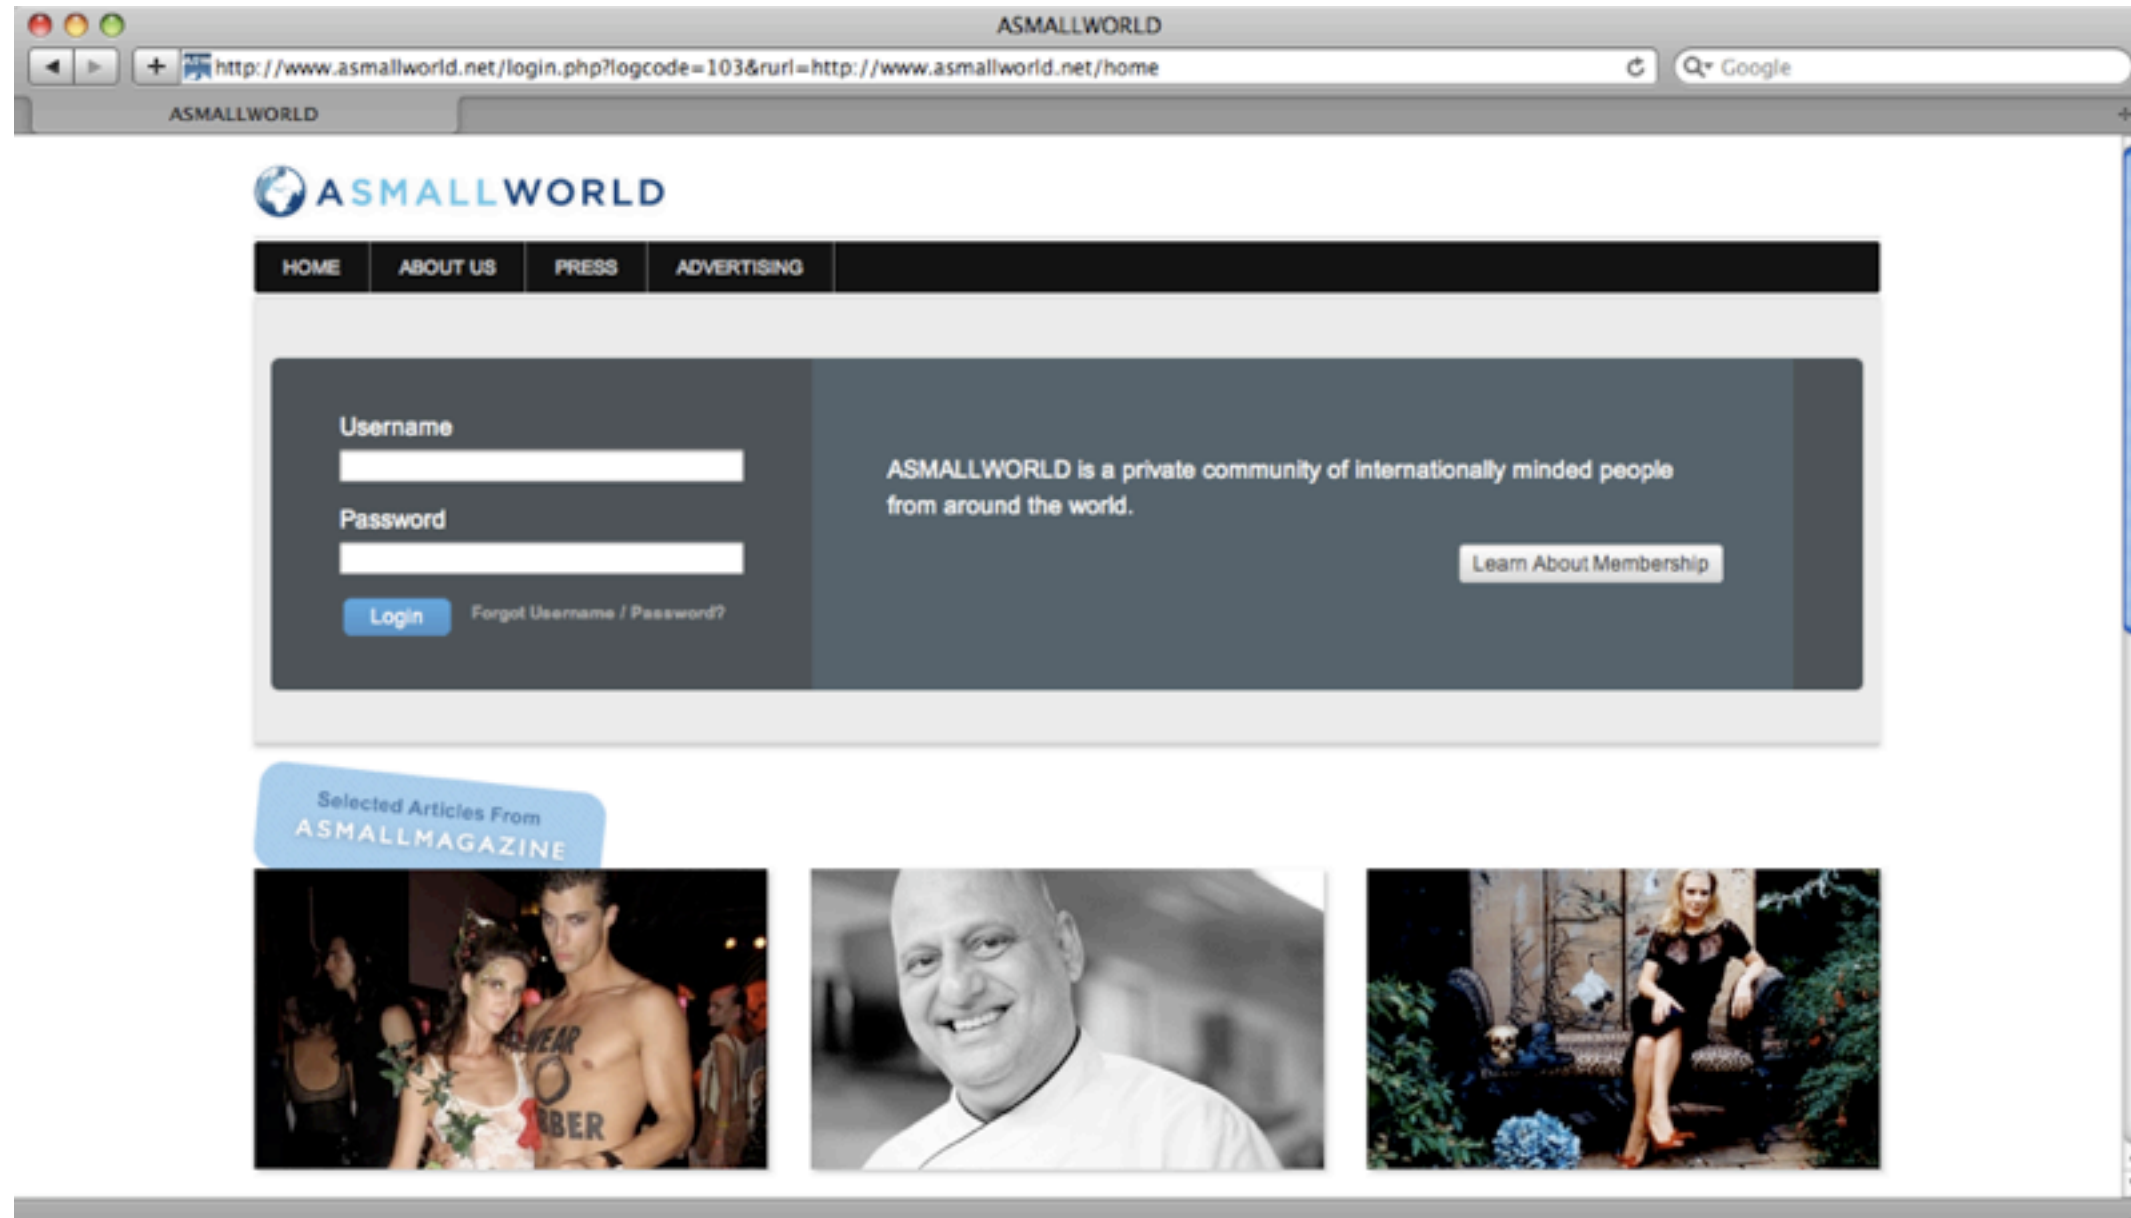 ASMALLWORLD
http://www.asmallworld.net/login.php?logcode=103&rurl=http://www.asmallworld.net/home
Google
ASMALLWORLD
ASMALLWORLD
HOME ABOUT US PRESS ADVERTISING
Username
Password
Login Forgot Username / Password?
ASMALLWORLD is a private community of internationally minded people
from around the world.
Learn About Membership
Selected Articles From
ASMALLMAGAZINE
WEAR